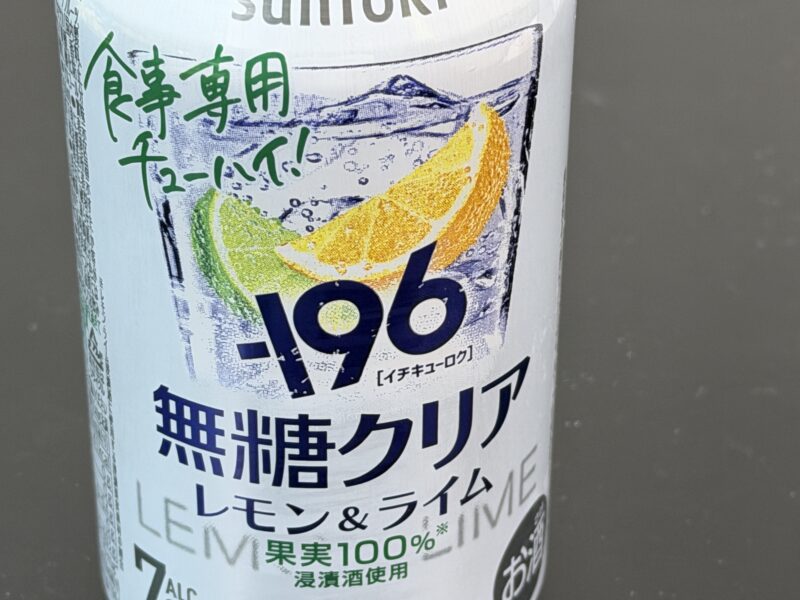 SUNTORY
食事専用
チューハイ!
-196
[イチキューロク]
無糖クリア
レモン&ライム
LEM LIME
果実100%※
浸漬酒使用
7 ALC
お酒